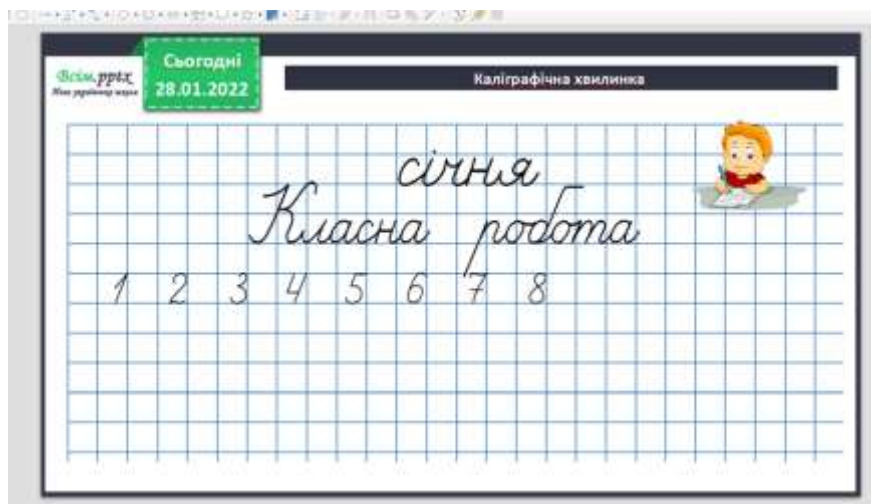 Сьогодні
28.01.2022
Всім.pptx
Каліграфічна хвилинка
січня
Класна робота
1 2 3 4 5 6 7 8